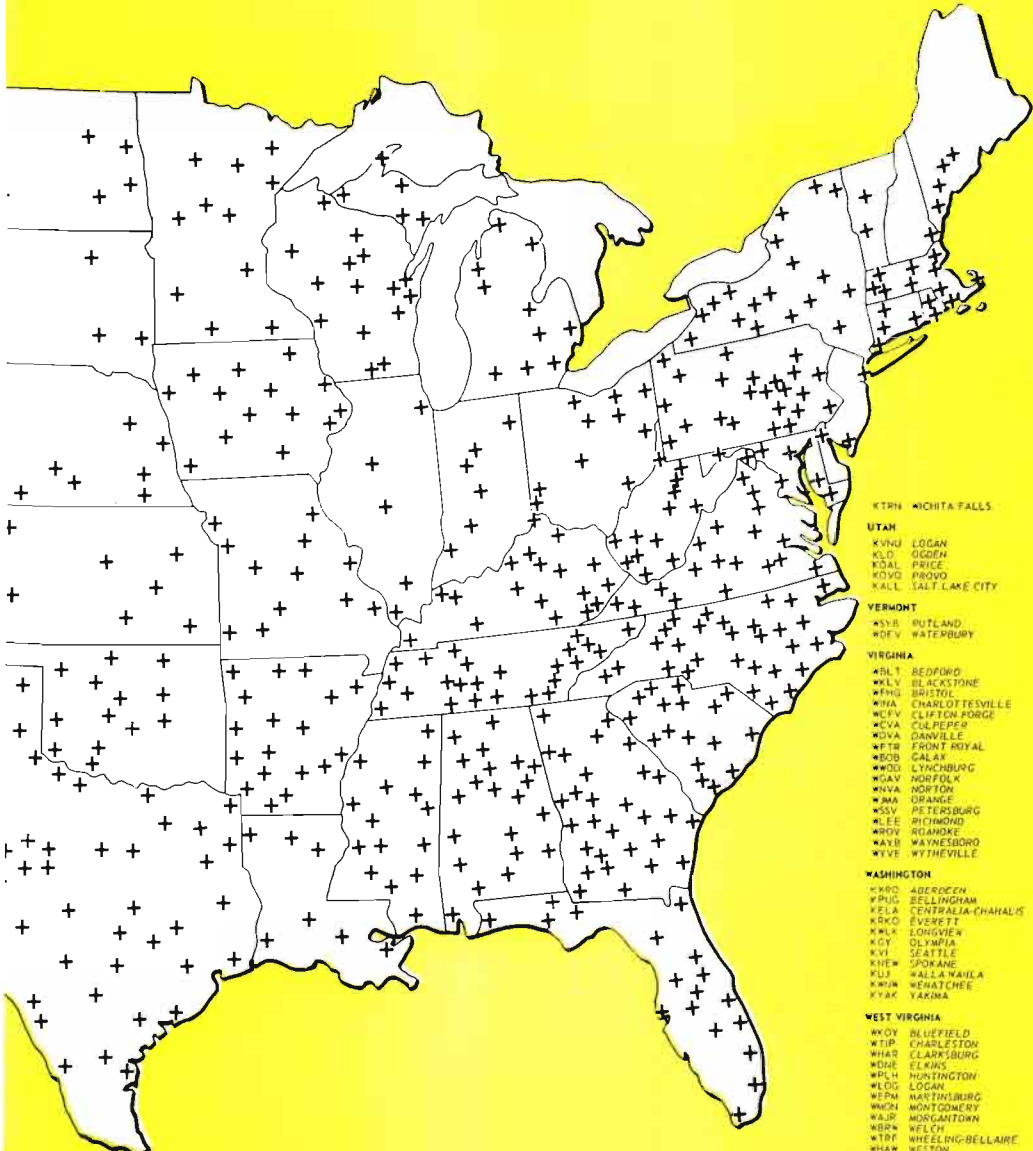 KTRN WICHITA FALLS
UTAH
KVNU LOGAN
KLO OGDEN
KOAL PRICE
KOVO PROVO
KALL SALT LAKE CITY
VERMONT
WSYB RUTLAND
WDEV WATERBURY
VIRGINIA
WBLT BEDFORD
WKLV BLACKSTONE
WFHG BRISTOL
WINA CHARLOTTESVILLE
WCFV CLIFTON FORGE
WCVA CULPEPER
WDVA DANVILLE
WFTR FRONT ROYAL
WBOB GALAX
WWOD LYNCHBURG
WGAV NORFOLK
WNVA NORTON
WJMA ORANGE
WSSV PETERSBURG
WLEE RICHMOND
WROV ROANOKE
WAYB WAYNESBORO
WYVE WYTHEVILLE
WASHINGTON
KXRO ABERDEEN
KPUG BELLINGHAM
KELA CENTRALIA-CHAHALIS
KRKO EVERETT
KWLK LONGVIEW
KGY OLYMPIA
KVI SEATTLE
KNEW SPOKANE
KUJ WALLA WALLA
KWNW WENATCHEE
KYAK YAKIMA
WEST VIRGINIA
WKOY BLUEFIELD
WTIP CHARLESTON
WHAR CLARKSBURG
WDNE ELKINS
WPLH HUNTINGTON
WLOG LOGAN
WEPM MARTINSBURG
WMON MONTGOMERY
WAJR MORGANTOWN
WBRW WELCH
WTRF WHEELING-BELLAIRE
WHAW WESTON